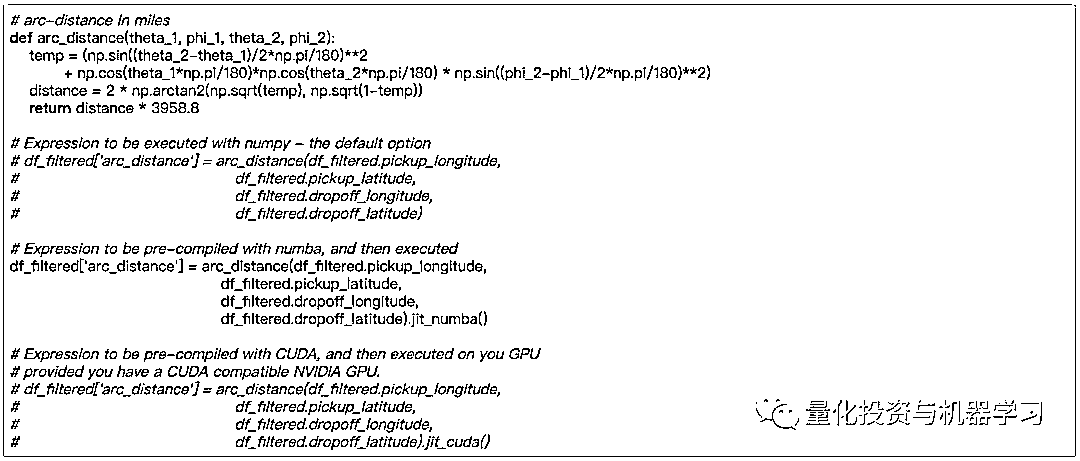 # arc-distance in miles
def arc_distance(theta_1, phi_1, theta_2, phi_2):
    temp = (np.sin((theta_2-theta_1)/2*np.pi/180)**2
           + np.cos(theta_1*np.pi/180)*np.cos(theta_2*np.pi/180) * np.sin((phi_2-phi_1)/2*np.pi/180)**2)
    distance = 2 * np.arctan2(np.sqrt(temp), np.sqrt(1-temp))
    return distance * 3958.8

# Expression to be executed with numpy - the default option
# df_filtered['arc_distance'] = arc_distance(df_filtered.pickup_longitude,
#                                            df_filtered.pickup_latitude,
#                                            df_filtered.dropoff_longitude,
#                                            df_filtered.dropoff_latitude)

# Expression to be pre-compiled with numba, and then executed
df_filtered['arc_distance'] = arc_distance(df_filtered.pickup_longitude,
                                           df_filtered.pickup_latitude,
                                           df_filtered.dropoff_longitude,
                                           df_filtered.dropoff_latitude).jit_numba()

# Expression to be pre-compiled with CUDA, and then executed on you GPU
# provided you have a CUDA compatible NVIDIA GPU.
# df_filtered['arc_distance'] = arc_distance(df_filtered.pickup_longitude,
#                                            df_filtered.pickup_latitude,
#                                            df_filtered.dropoff_longitude,
#                                            df_filtered.dropoff_latitude).jit_cuda()
量化投资与机器学习